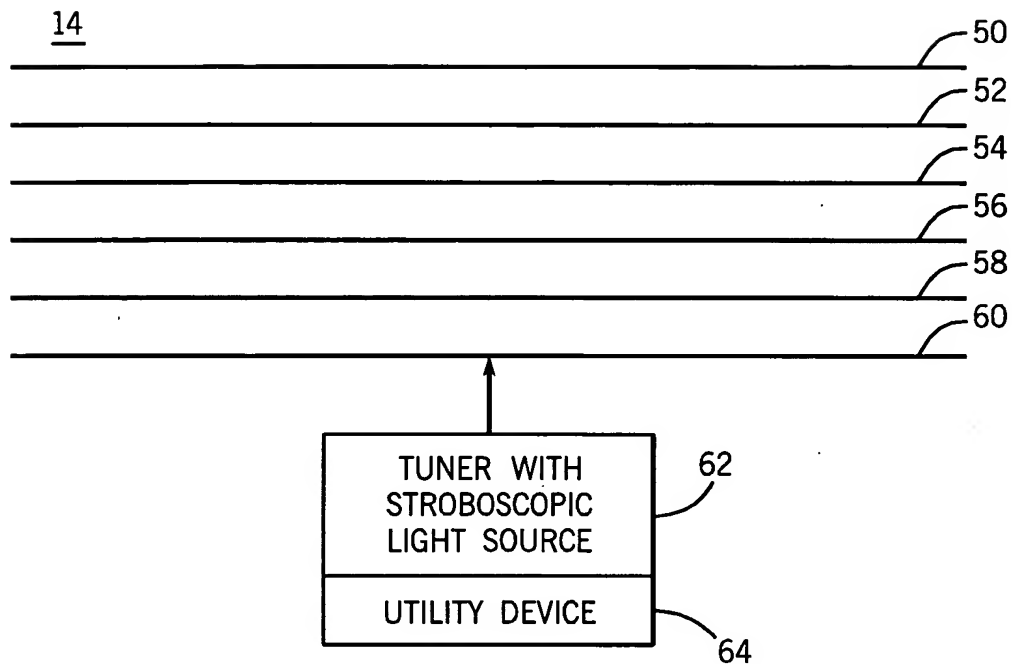 14
50
52
54
56
58
60
TUNER WITH
STROBOSCOPIC
LIGHT SOURCE
62
UTILITY DEVICE
64